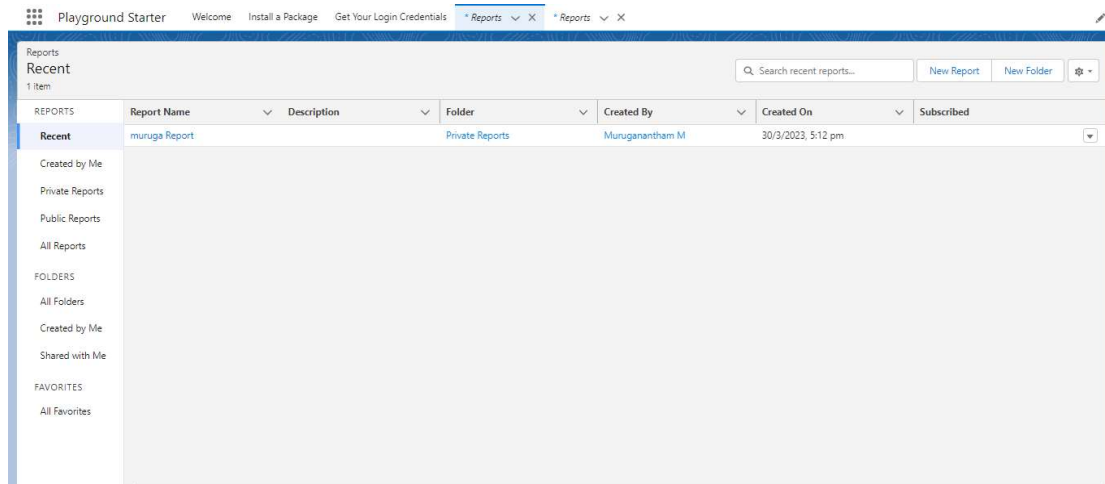 Playground Starter Welcome Install a Package Get Your Login Credentials * Reports * Reports
Reports
Recent
1 item
Search recent reports...
New Report New Folder
REPORTS
Recent
Created by Me
Private Reports
Public Reports
All Reports
FOLDERS
All Folders
Created by Me
Shared with Me
FAVORITES
All Favorites
Report Name Description Folder Created By Created On Subscribed
muruga Report Private Reports Muruganantham M 30/3/2023, 5:12 pm